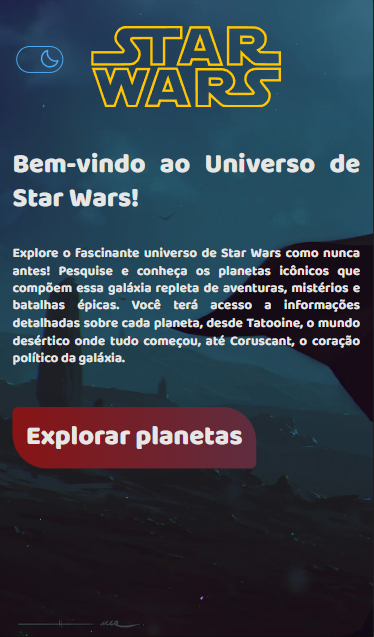 STAR
WARS
Bem-vindo ao Universo de
Star Wars!
Explore o fascinante universo de Star Wars como nunca
antes! Pesquise e conheça os planetas icônicos que
compõem essa galáxia repleta de aventuras, mistérios e
batalhas épicas. Você terá acesso a informações
detalhadas sobre cada planeta, desde Tatooine, o mundo
desértico onde tudo começou, até Coruscant, o coração
político da galáxia.
Explorar planetas